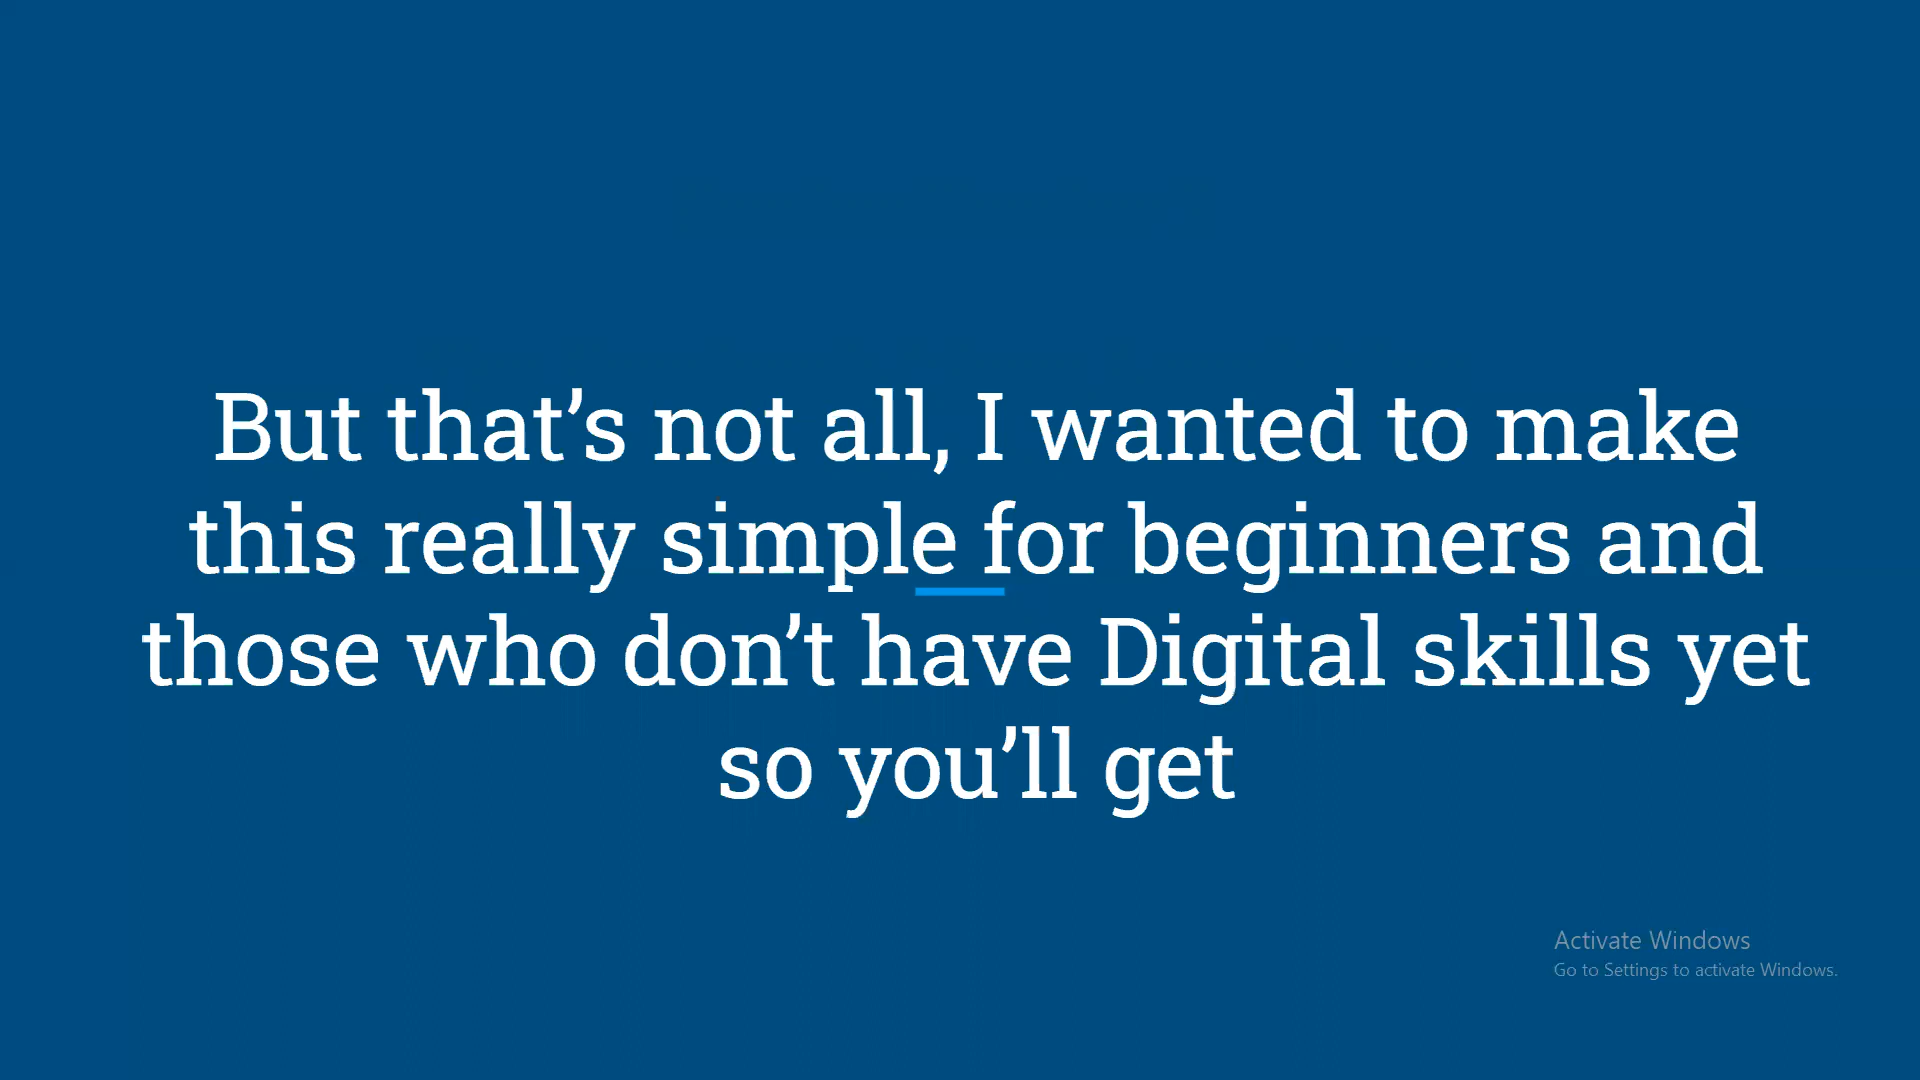 But that’s not all, I wanted to make
this really simple for beginners and
those who don’t have Digital skills yet
so you’ll get
Activate Windows
Go to Settings to activate Windows.